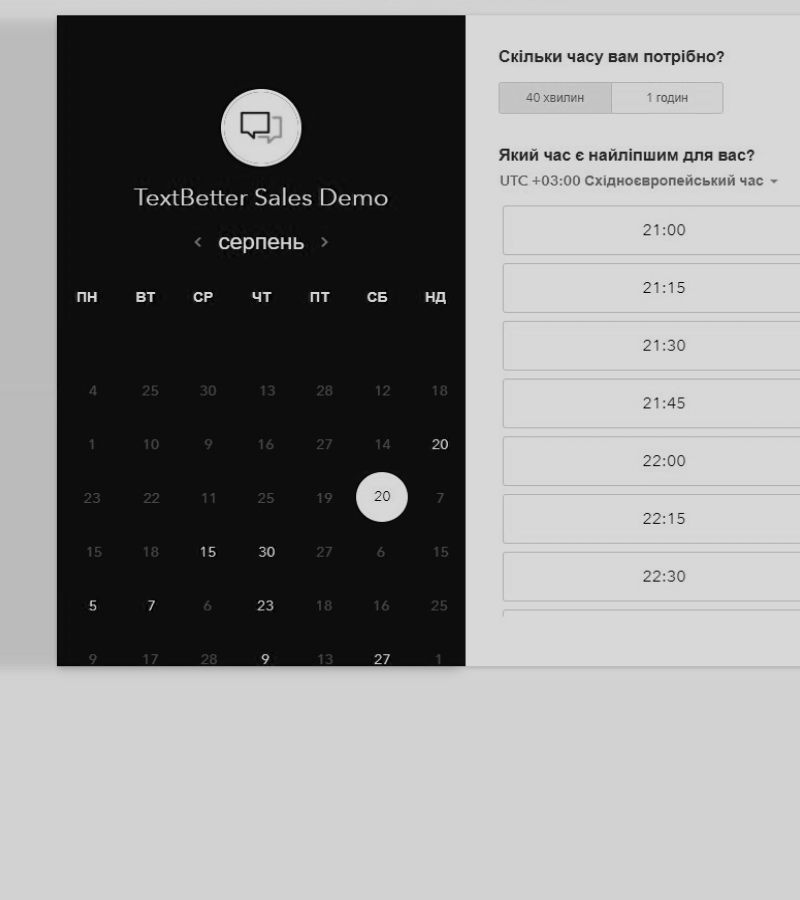 TextBetter Sales Demo
‹ серпень ›
ПН ВТ СР ЧТ ПТ СБ НД
4 25 30 13 28 12 18
1 10 9 16 27 14 20
23 22 11 25 19 20 7
15 18 15 30 27 6 15
5 7 6 23 18 16 25
9 17 28 9 13 27 1
Скільки часу вам потрібно?
40 хвилин 1 годин
Який час є найліпшим для вас?
UTC +03:00 Східноєвропейський час
21:00
21:15
21:30
21:45
22:00
22:15
22:30